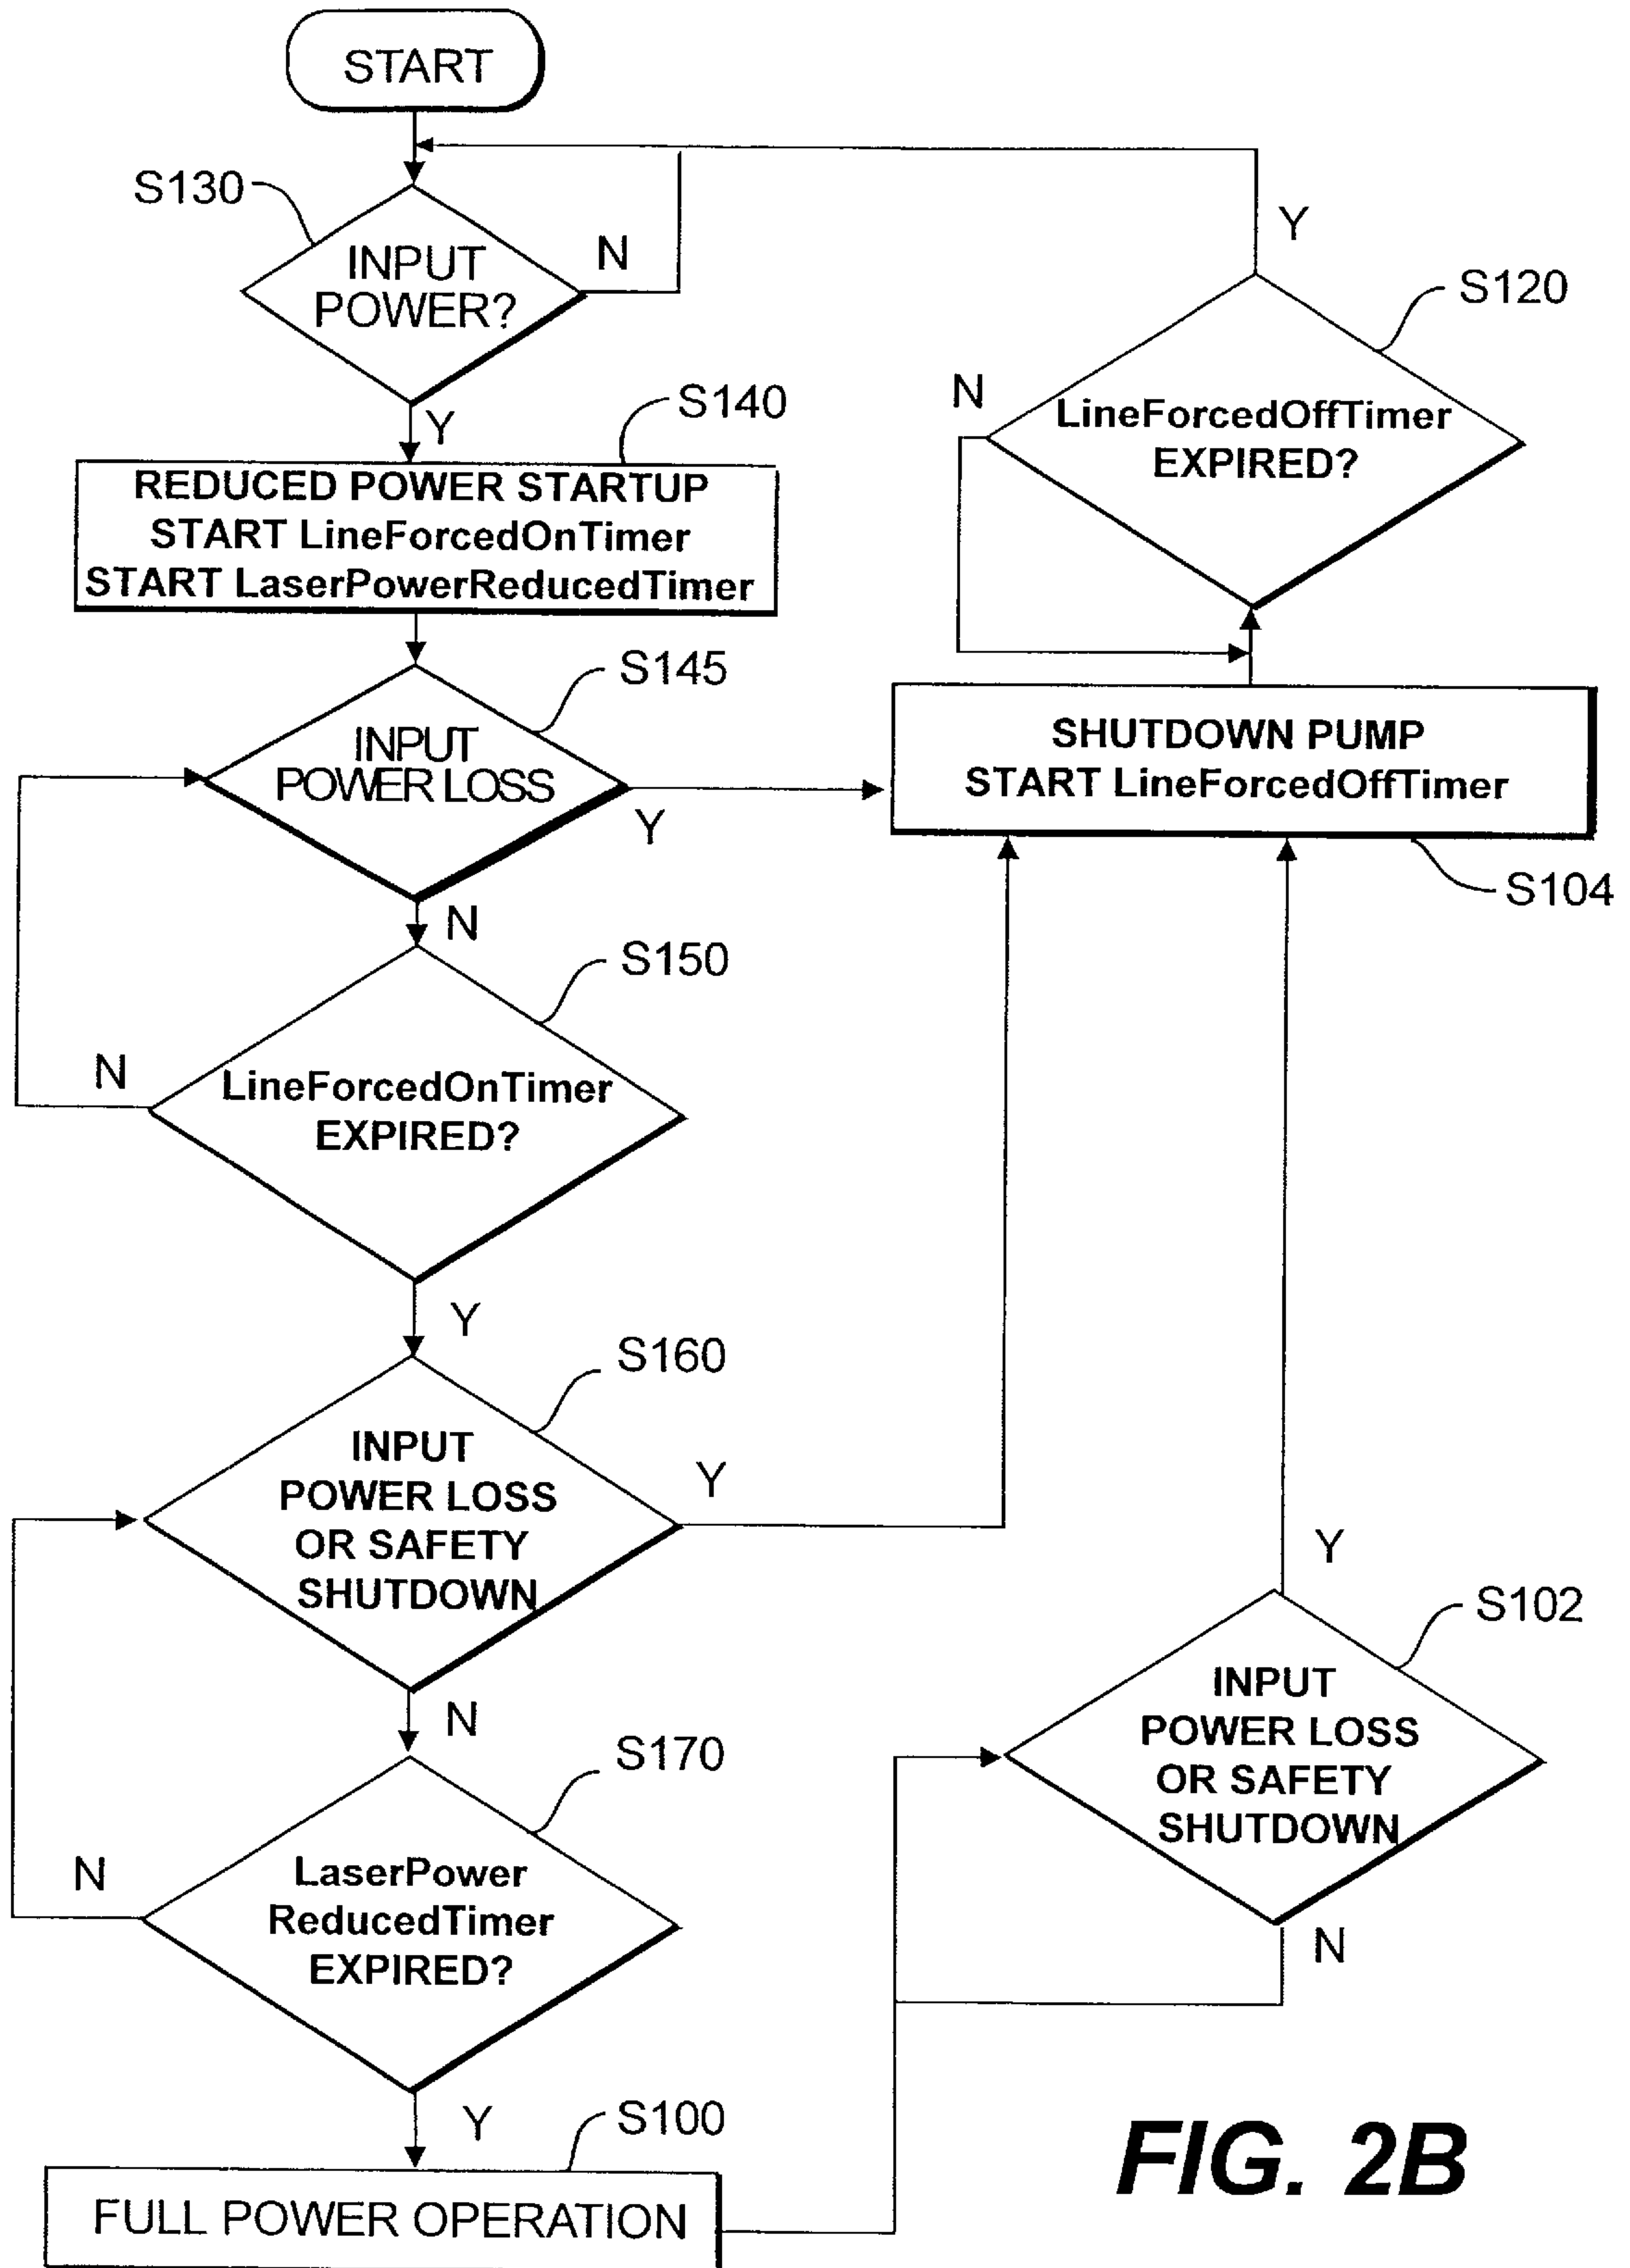 START
S130
INPUT
POWER?
N
Y
S140
REDUCED POWER STARTUP
START LineForcedOnTimer
START LaserPowerReducedTimer
S145
INPUT
POWER LOSS
Y
N
S150
LineForcedOnTimer
EXPIRED?
N
Y
S160
INPUT
POWER LOSS
OR SAFETY
SHUTDOWN
Y
N
S170
LaserPower
ReducedTimer
EXPIRED?
N
Y
S100
FULL POWER OPERATION
Y
S120
LineForcedOffTimer
EXPIRED?
N
SHUTDOWN PUMP
START LineForcedOffTimer
S104
Y
S102
INPUT
POWER LOSS
OR SAFETY
SHUTDOWN
N
FIG. 2B